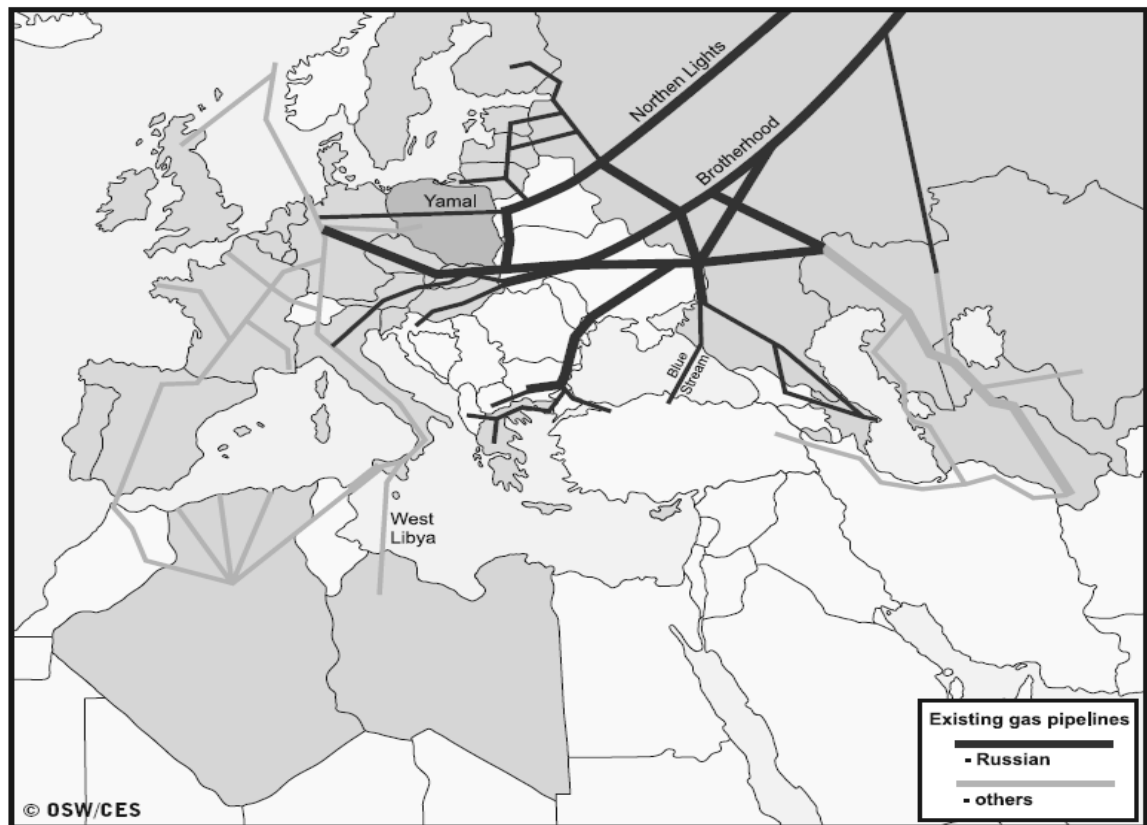 Northen Lights
Brotherhood
Yamal
Blue
Stream
West
Libya
Existing gas pipelines
- Russian
- others
© OSW/CES